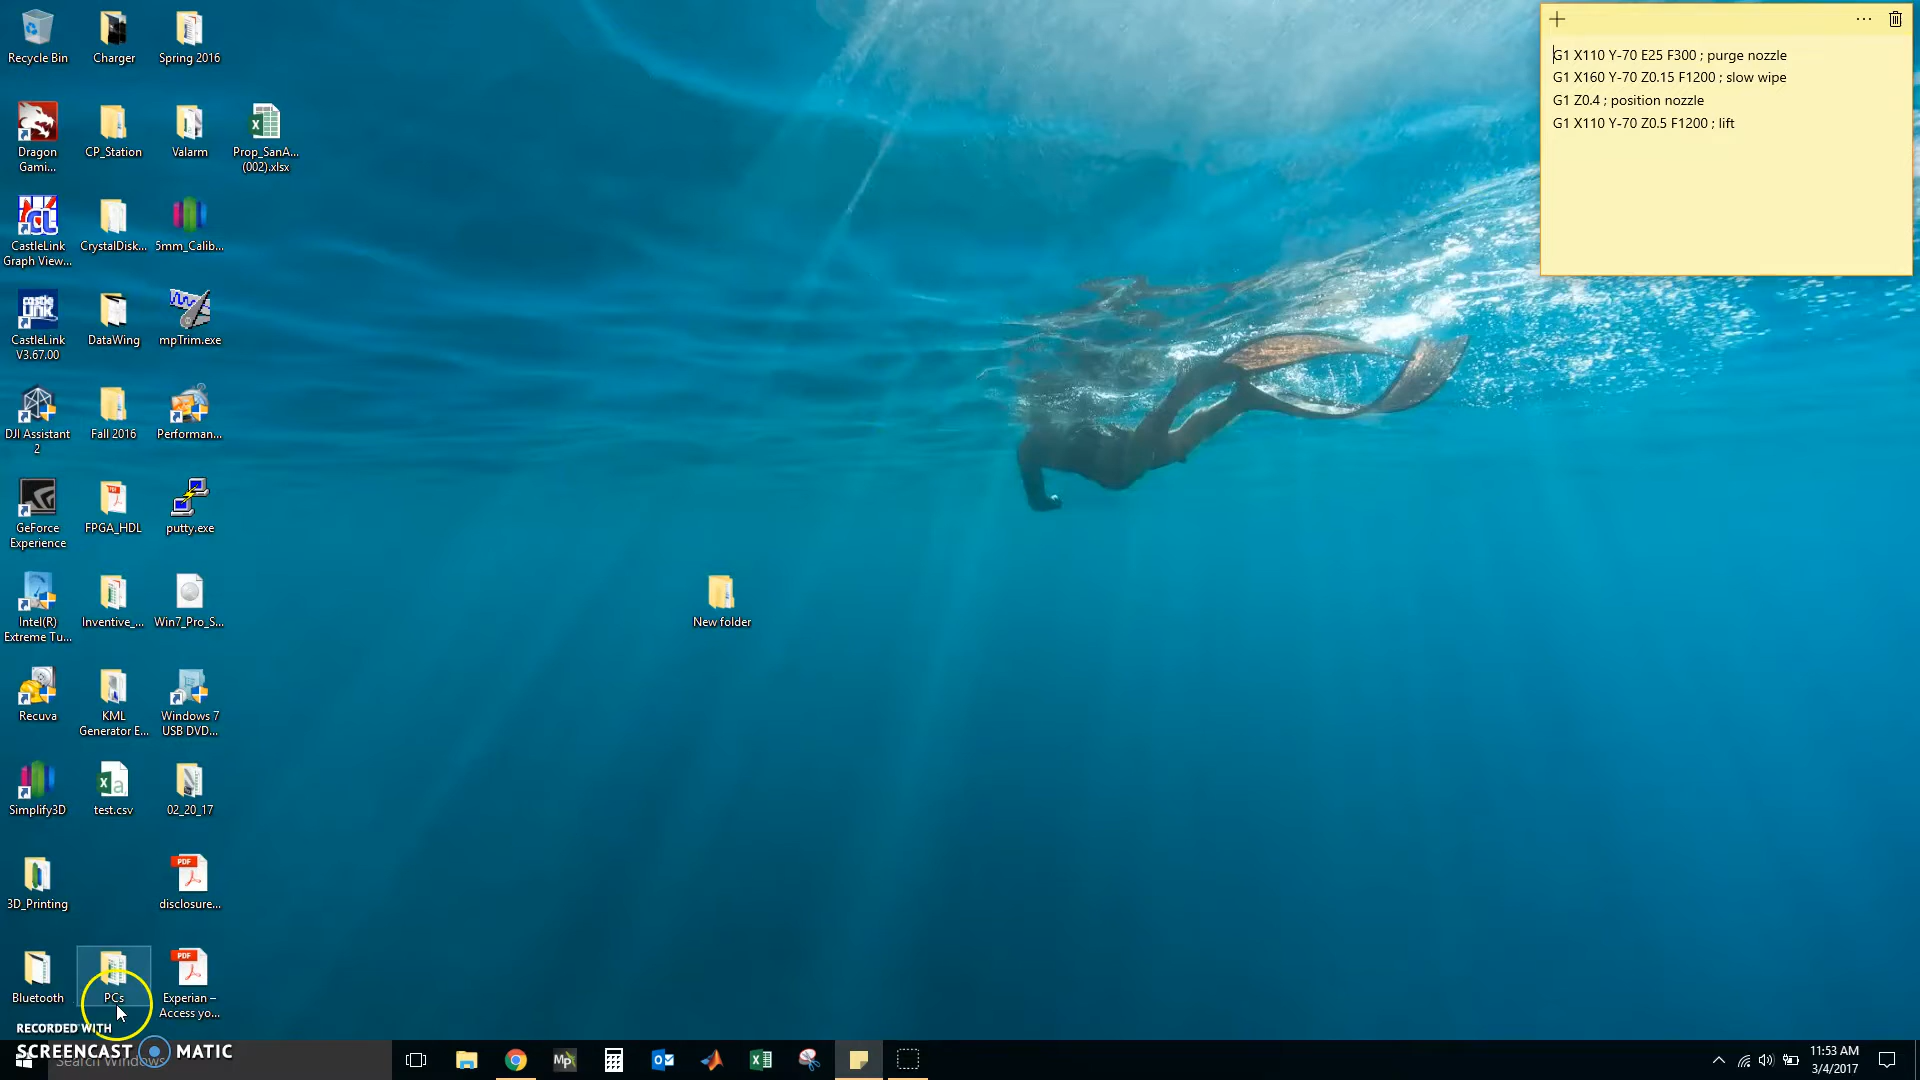 Recycle Bin
Charger
Spring 2016
Dragon
Gami...
CP_Station
Valarm
Prop_SanA...
(002).xlsx
CastleLink
Graph View...
CrystalDisk...
5mm_Calib...
CastleLink
V3.67.00
DataWing
mpTrim.exe
DJI Assistant
2
Fall 2016
Performan...
GeForce
Experience
FPGA_HDL
putty.exe
Intel(R)
Extreme Tu...
Inventive_...
Win7_Pro_S...
New folder
Recuva
KML
Generator E...
Windows 7
USB DVD...
Simplify3D
test.csv
02_20_17
3D_Printing
PDF
disclosure...
Bluetooth
PCs
PDF
Experian –
Access yo...
G1 X110 Y-70 E25 F300 ; purge nozzle
G1 X160 Y-70 Z0.15 F1200 ; slow wipe
G1 Z0.4 ; position nozzle
G1 X110 Y-70 Z0.5 F1200 ; lift
RECORDED WITH
SCREENCAST MATIC
Search Windows
Mp
11:53 AM
3/4/2017